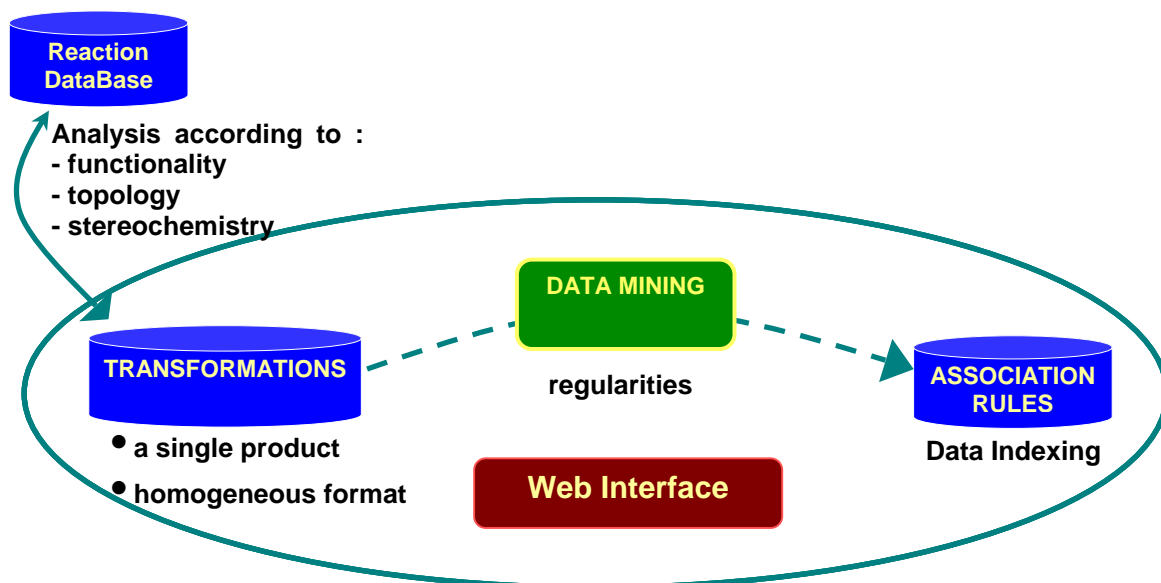 Reaction
DataBase
Analysis according to :
- functionality
- topology
- stereochemistry
DATA MINING
TRANSFORMATIONS
regularities
ASSOCIATION
RULES
• a single product
• homogeneous format
Web Interface
Data Indexing